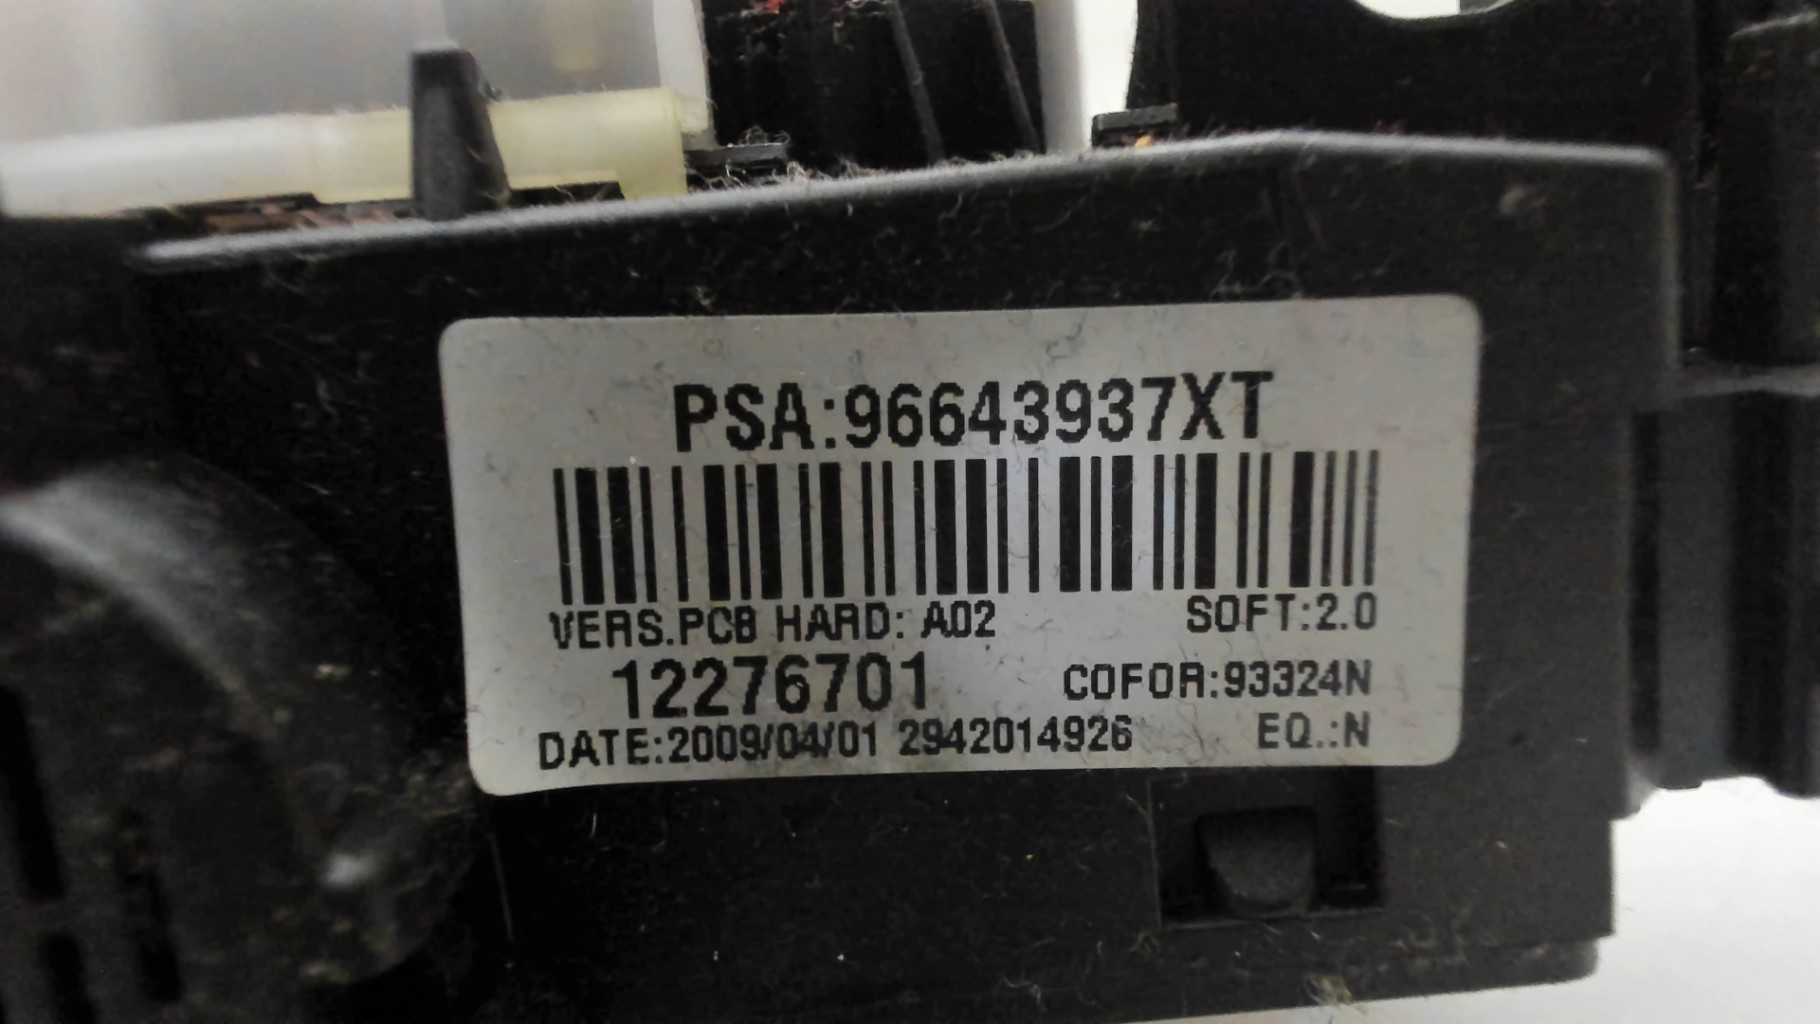 PSA:96643937XT
VERS.PCB HARD: A02 SOFT:2.0
12276701 COFOR:93324N
DATE:2009/04/01 2942014926 EQ.:N